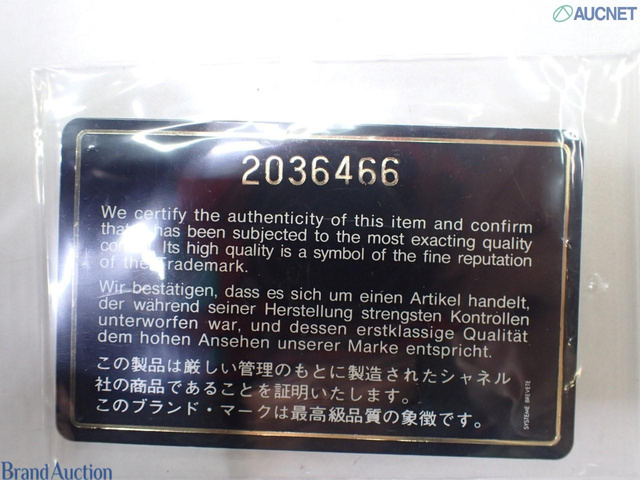 AUCNET
2036466
We certify the authenticity of this item and confirm
that has been subjected to the most exacting quality
Its high quality is a symbol of the fine reputation
of the Trademark.
Wir bestätigen, dass es sich um einen Artikel handelt,
der während seiner Herstellung strengsten Kontrollen
unterworfen war, und dessen erstklassige Qualität
dem hohen Ansehen unserer Marke entspricht.
この製品は厳しい管理のもとに製造されたシャネル
社の商品であることを証明いたします。
このブランド・マークは最高級品質の象徴です。
SYSTEME BREVETE
Brand Auction